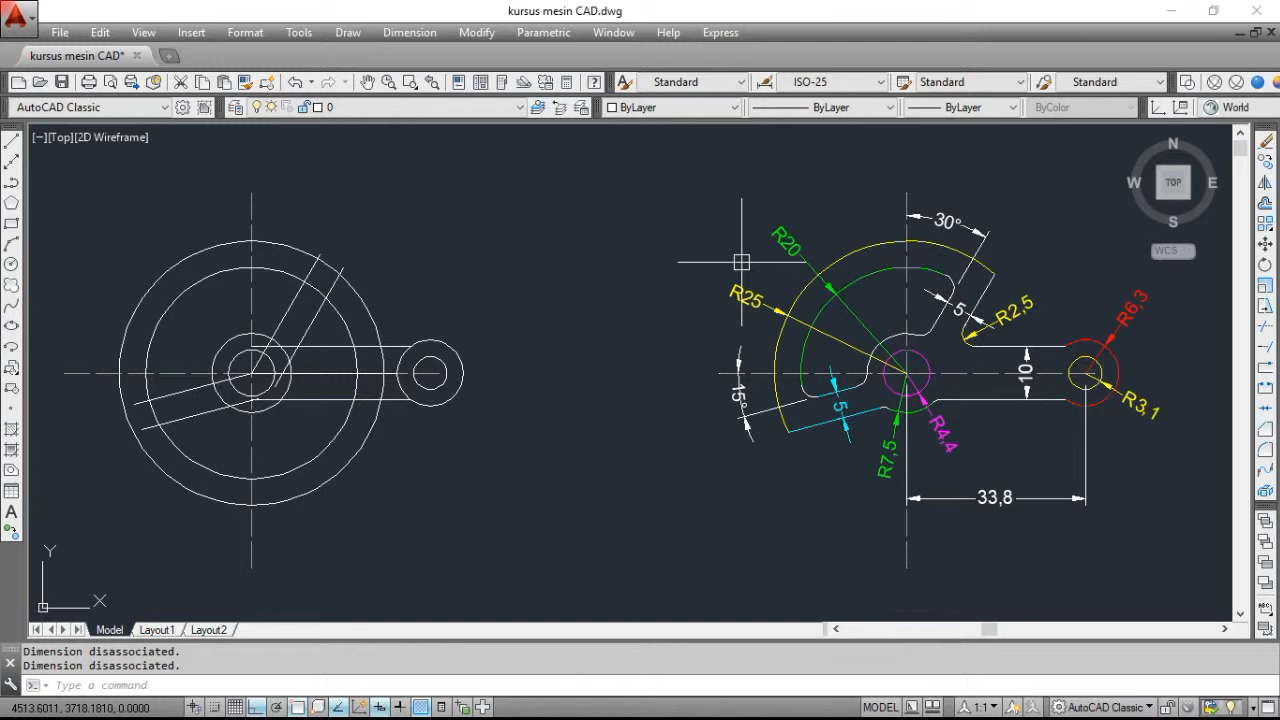 kursus mesin CAD.dwg
File Edit View Insert Format Tools Draw Dimension Modify Parametric Window Help Express
kursus mesin CAD*
Standard ISO-25 Standard Standard
AutoCAD Classic 0 ByLayer ByLayer ByLayer ByColor World
[−][Top][2D Wireframe]
N
W TOP E
S
WCS
30°
R20
R25
5
R2,5
R6,3
10
15°
5
R3,1
R4,4
R7,5
33,8
Y
X
Model Layout1 Layout2
Dimension disassociated.
Dimension disassociated.
Type a command
4513.6011, 3718.1810, 0.0000 MODEL 1:1 AutoCAD Classic